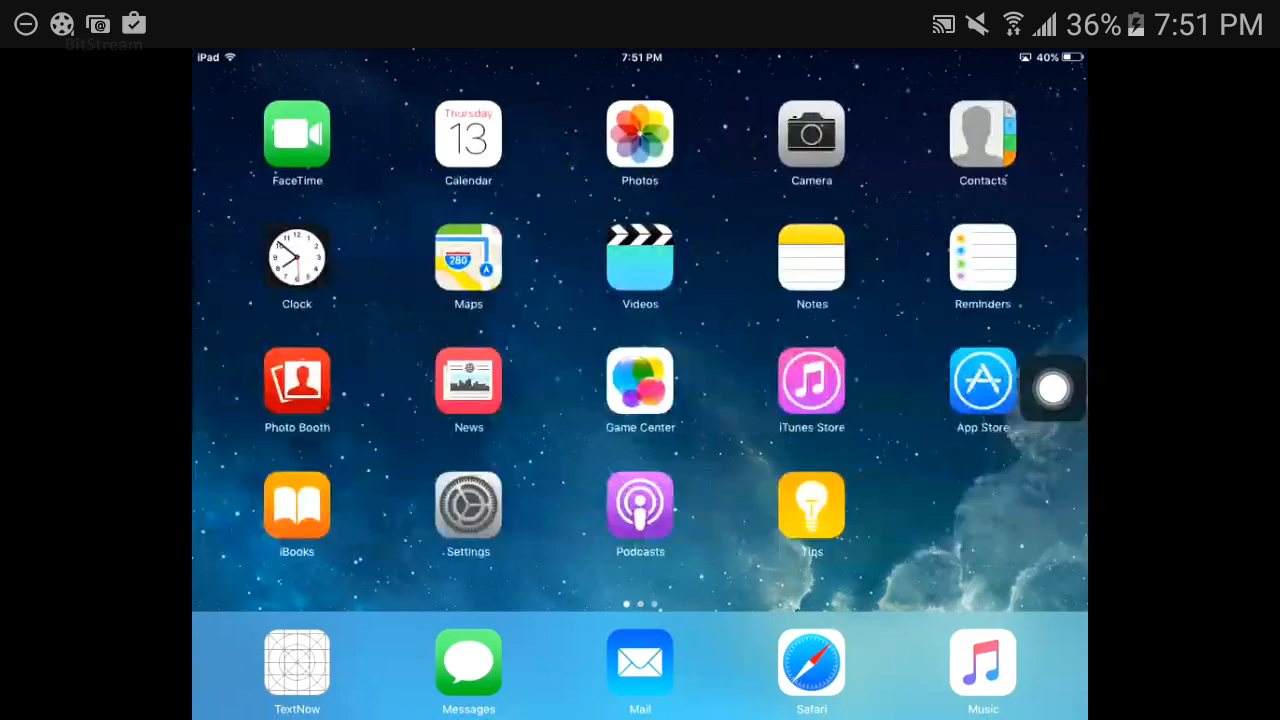 36% 7:51 PM
BitStream
iPad 7:51 PM 40%
Thursday
13
FaceTime Calendar Photos Camera Contacts
280
Clock Maps Videos Notes Reminders
Photo Booth News Game Center iTunes Store App Store
iBooks Settings Podcasts Tips
TextNow Messages Mail Safari Music